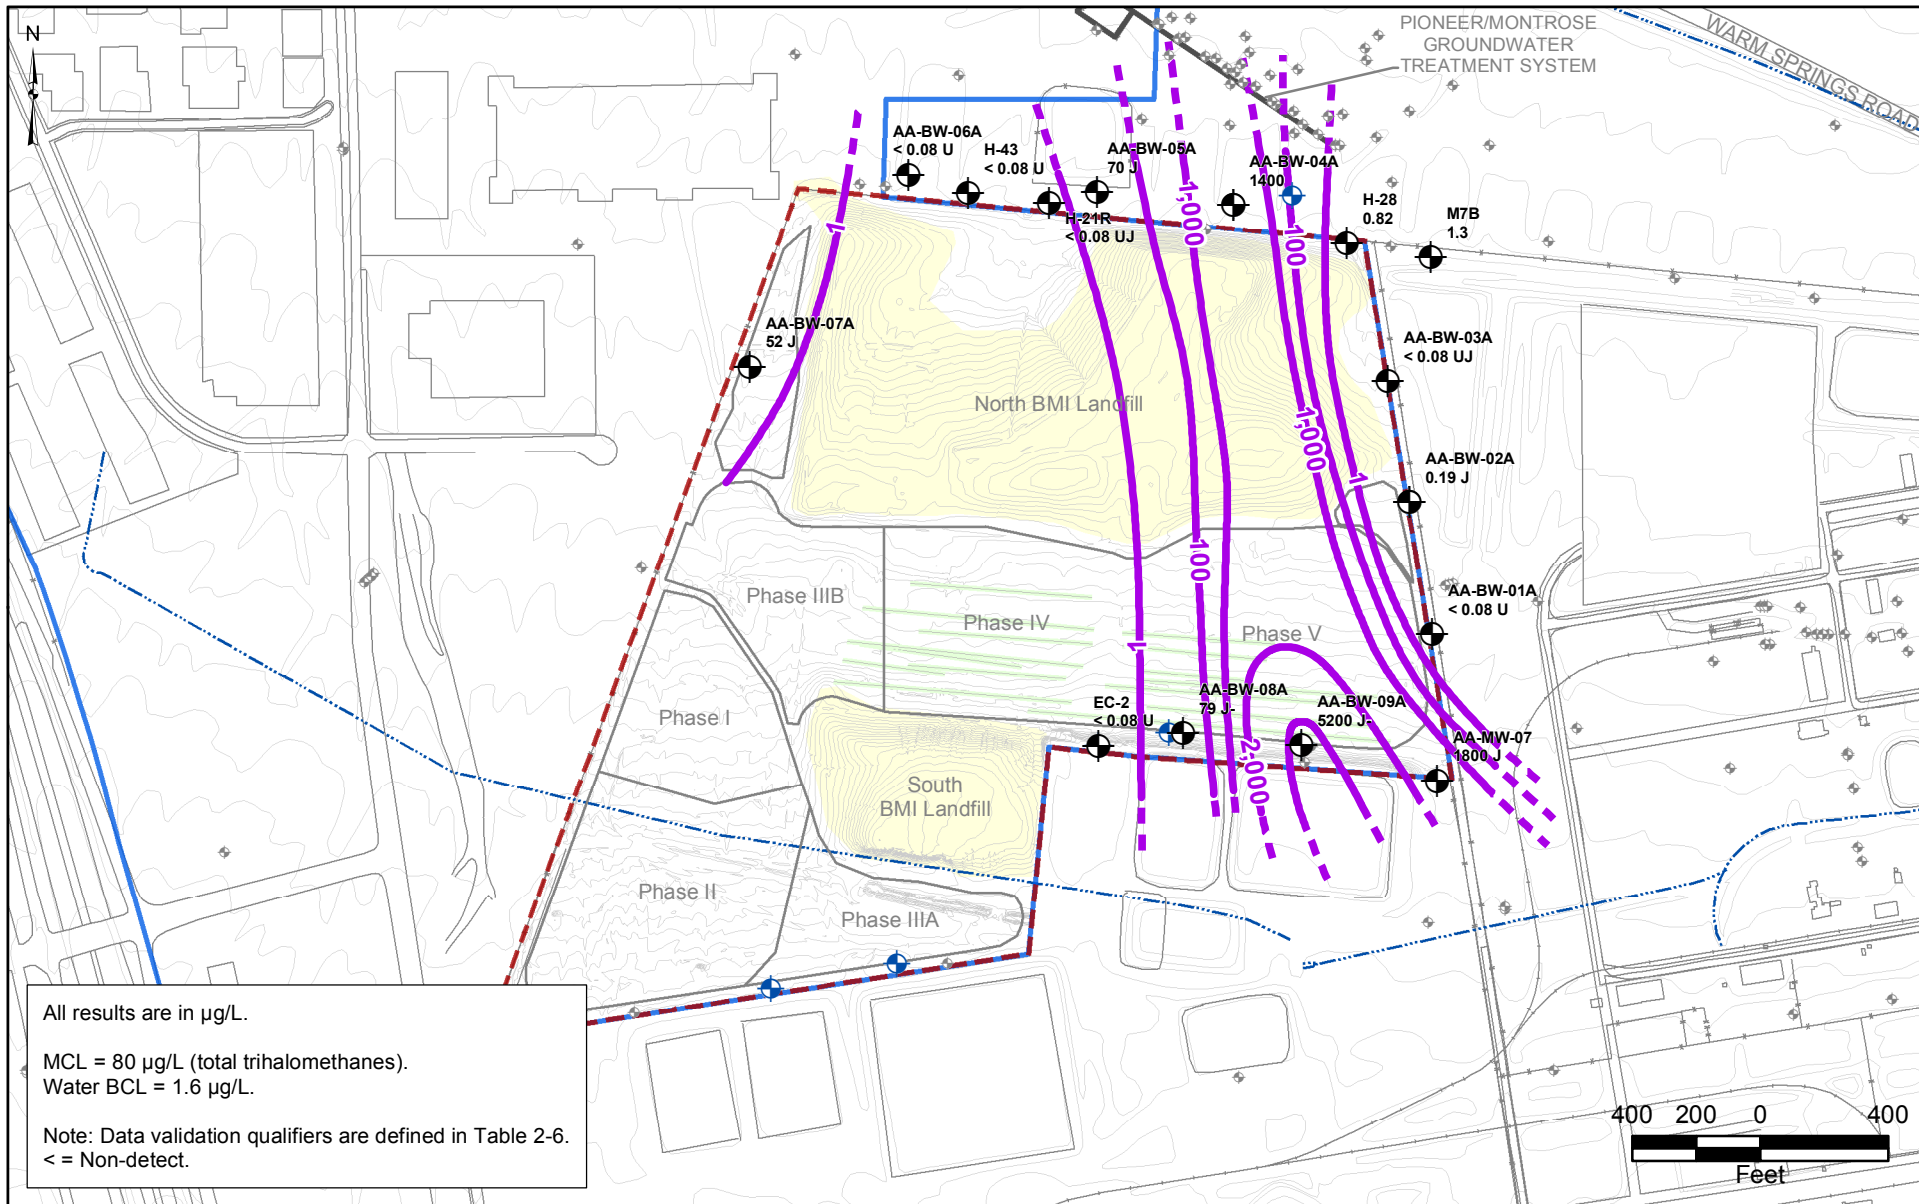 N
PIONEER/MONTROSE
GROUNDWATER
TREATMENT SYSTEM
WARM SPRINGS ROAD
AA-BW-06A
< 0.08 U
H-43
< 0.08 U
AA-BW-05A
70 J
AA-BW-04A
1400
H-28
0.82
M7B
1.3
H-21R
< 0.08 UJ
1
1,000
100
AA-BW-07A
52 J
AA-BW-03A
< 0.08 UJ
North BMI Landfill
1,000
1
AA-BW-02A
0.19 J
100
AA-BW-01A
< 0.08 U
Phase IIIB
Phase IV
Phase V
1
Phase I
EC-2
< 0.08 U
AA-BW-08A
79 J-
AA-BW-09A
5200 J-
AA-MW-07
1800 J
2,000
South
BMI Landfill
Phase II
Phase IIIA
All results are in µg/L.
MCL = 80 µg/L (total trihalomethanes).
Water BCL = 1.6 µg/L.
Note: Data validation qualifiers are defined in Table 2-6.
< = Non-detect.
400 200 0 400
Feet